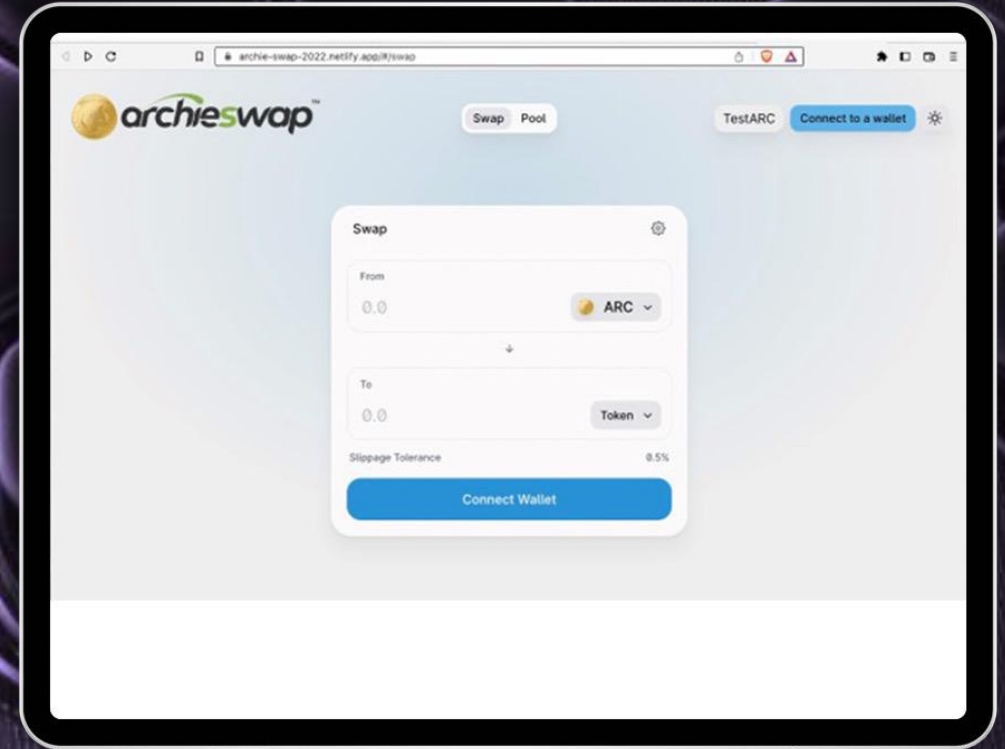 archie-swap-2022.netlify.app/#/swap
archieswap™
Swap Pool
TestARC
Connect to a wallet
Swap
From
0.0
ARC
To
0.0
Token
Slippage Tolerance
0.5%
Connect Wallet